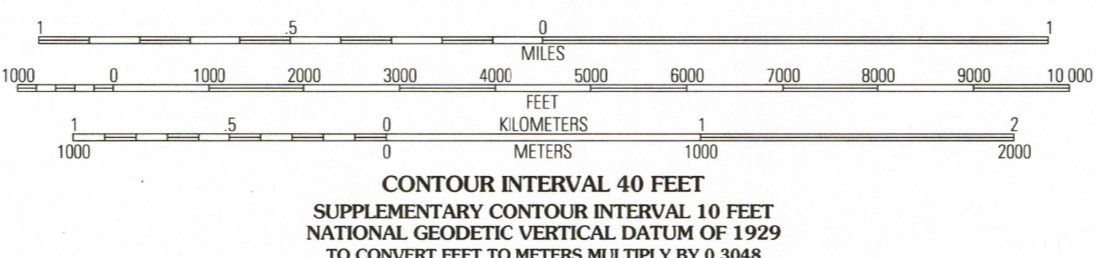 1 .5 0 1
MILES
1000 0 1000 2000 3000 4000 5000 6000 7000 8000 9000 10 000
FEET
1 .5 0 KILOMETERS 1 2
1000 0 METERS 1000 2000
CONTOUR INTERVAL 40 FEET
SUPPLEMENTARY CONTOUR INTERVAL 10 FEET
NATIONAL GEODETIC VERTICAL DATUM OF 1929
TO CONVERT FEET TO METERS MULTIPLY BY 0.3048